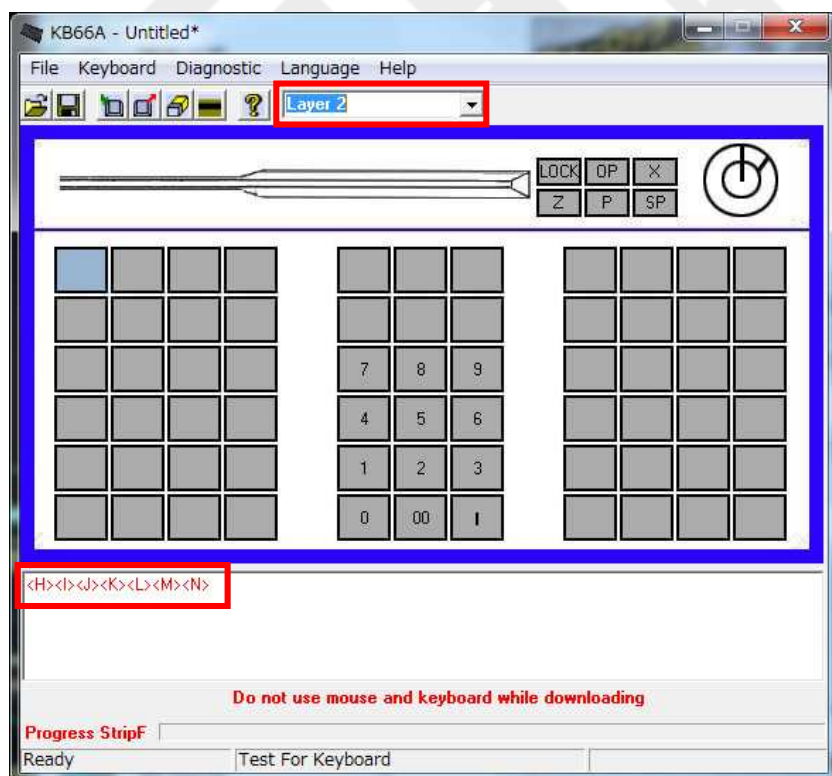 KB66A - Untitled*
File Keyboard Diagnostic Language Help
Layer 2
LOCK OP X
Z P SP
7 8 9
4 5 6
1 2 3
0 00 .
<H><I><J><K><L><M><N>
Do not use mouse and keyboard while downloading
Progress StripF
Ready Test For Keyboard